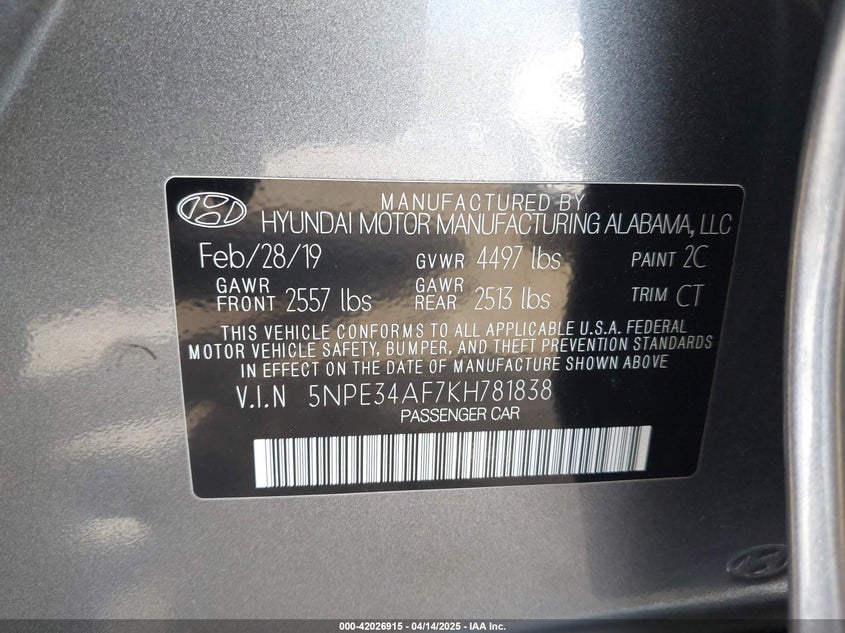 MANUFACTURED BY
HYUNDAI MOTOR MANUFACTURING ALABAMA, LLC
Feb/28/19 GVWR 4497 lbs PAINT 2C
GAWR FRONT 2557 lbs GAWR REAR 2513 lbs TRIM CT
THIS VEHICLE CONFORMS TO ALL APPLICABLE U.S.A. FEDERAL
MOTOR VEHICLE SAFETY, BUMPER, AND THEFT PREVENTION STANDARDS
IN EFFECT ON THE DATE OF MANUFACTURE SHOWN ABOVE
V.I.N 5NPE34AF7KH781838
PASSENGER CAR
000-42026915 - 04/14/2025 - IAA Inc.